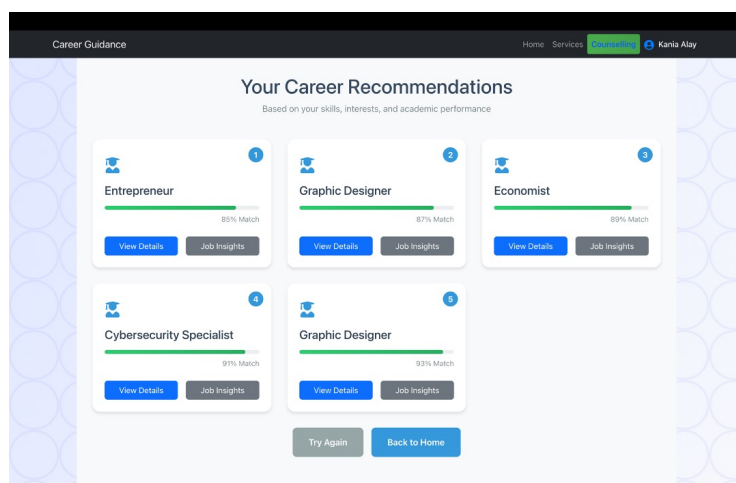 Career Guidance
Home Services Counselling Kania Alay
Your Career Recommendations
Based on your skills, interests, and academic performance
1
Entrepreneur
85% Match
View Details Job Insights
2
Graphic Designer
87% Match
View Details Job Insights
3
Economist
89% Match
View Details Job Insights
4
Cybersecurity Specialist
91% Match
View Details Job Insights
5
Graphic Designer
93% Match
View Details Job Insights
Try Again Back to Home